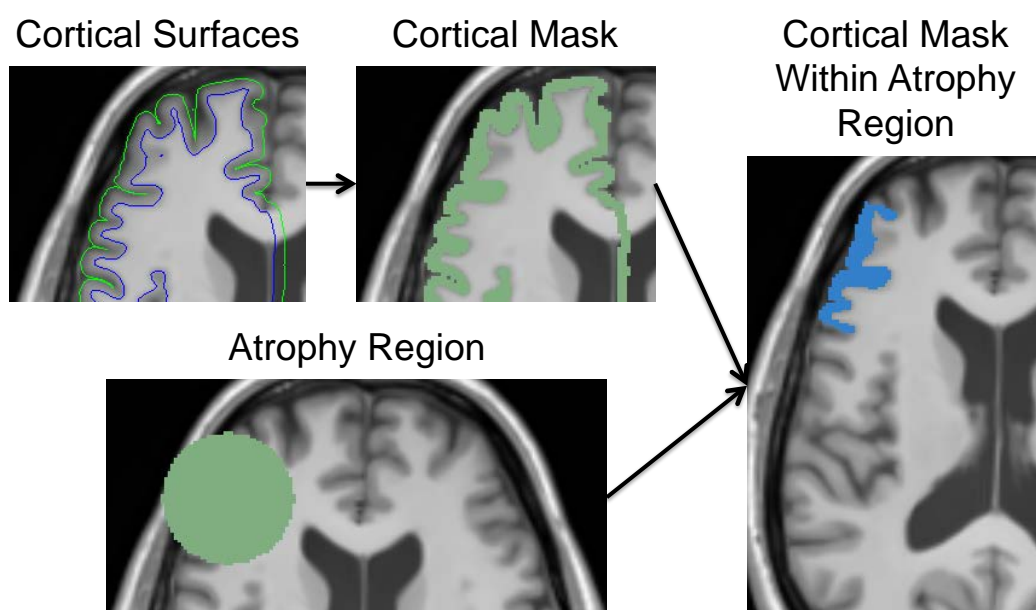 Cortical Surfaces
Cortical Mask
Cortical Mask
Within Atrophy
Region
Atrophy Region